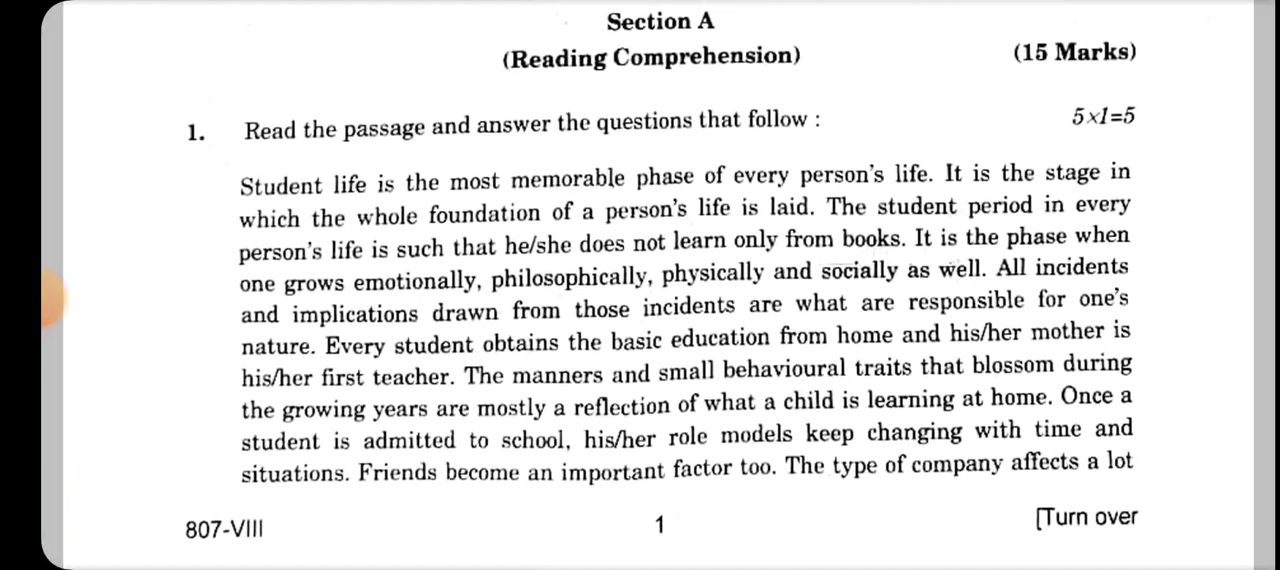 Section A
(Reading Comprehension)
(15 Marks)
1. Read the passage and answer the questions that follow : 5×1=5
Student life is the most memorable phase of every person's life. It is the stage in
which the whole foundation of a person's life is laid. The student period in every
person's life is such that he/she does not learn only from books. It is the phase when
one grows emotionally, philosophically, physically and socially as well. All incidents
and implications drawn from those incidents are what are responsible for one's
nature. Every student obtains the basic education from home and his/her mother is
his/her first teacher. The manners and small behavioural traits that blossom during
the growing years are mostly a reflection of what a child is learning at home. Once a
student is admitted to school, his/her role models keep changing with time and
situations. Friends become an important factor too. The type of company affects a lot
807-VIII 1 [Turn over